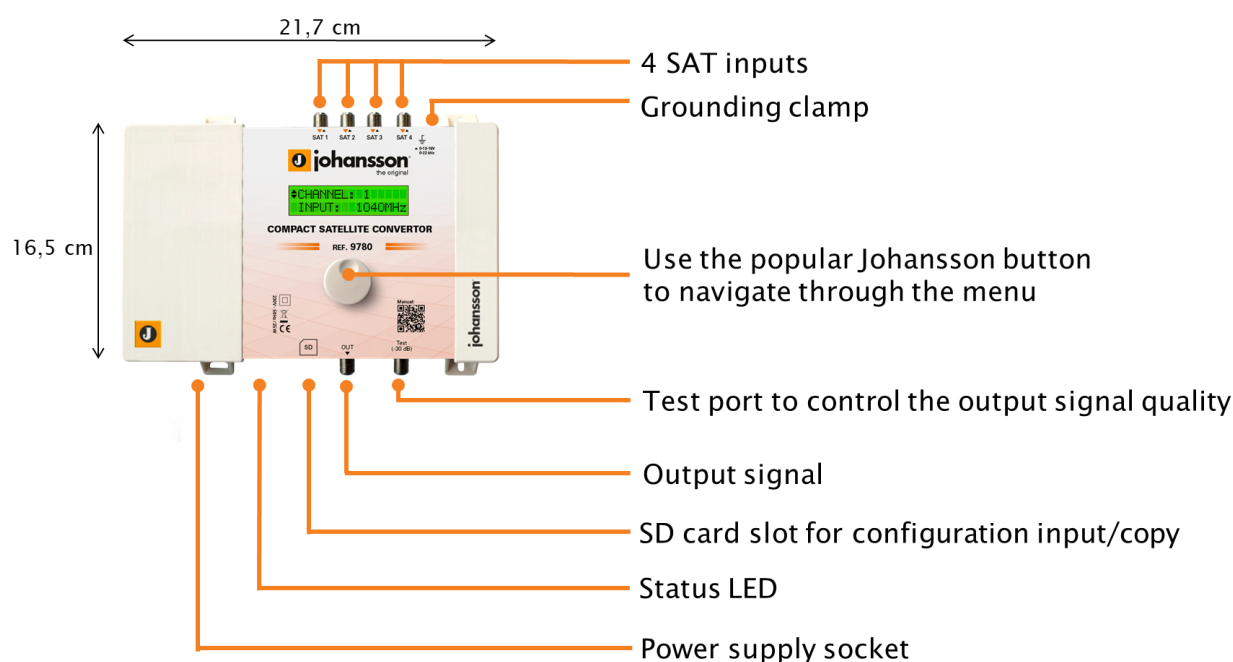 21,7 cm
4 SAT inputs
Grounding clamp
SAT 1 SAT 2 SAT 3 SAT 4
16,5 cm
J johansson
the original
CHANNEL: 1
INPUT: 1040MHz
COMPACT SATELLITE CONVERTOR
REF. 9780
Use the popular Johansson button
to navigate through the menu
Manual:
230V~ 50Hz / 25W
CE
johansson
J
SD
OUT
Test
(-30 dB)
Test port to control the output signal quality
Output signal
SD card slot for configuration input/copy
Status LED
Power supply socket